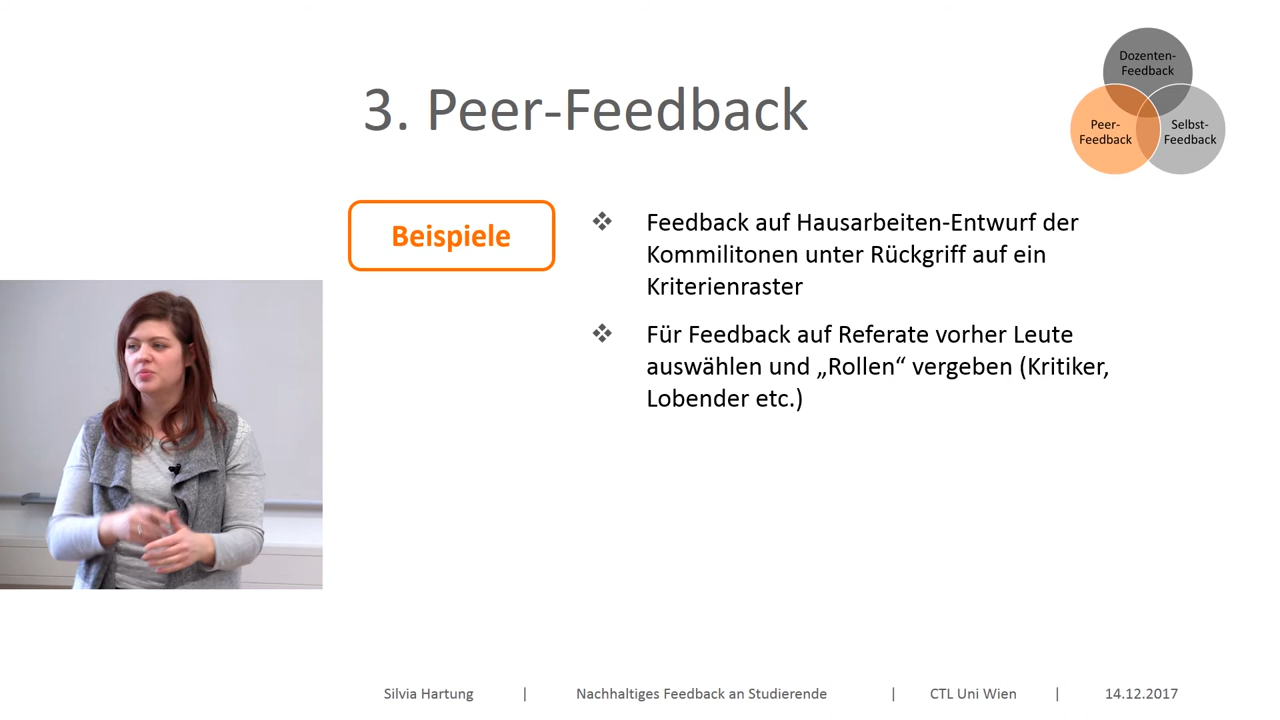 3. Peer-Feedback
Dozenten-
Feedback
Peer-
Feedback
Selbst-
Feedback
Beispiele
❖ Feedback auf Hausarbeiten-Entwurf der
Kommilitonen unter Rückgriff auf ein
Kriterienraster
❖ Für Feedback auf Referate vorher Leute
auswählen und „Rollen“ vergeben (Kritiker,
Lobender etc.)
Silvia Hartung | Nachhaltiges Feedback an Studierende | CTL Uni Wien | 14.12.2017